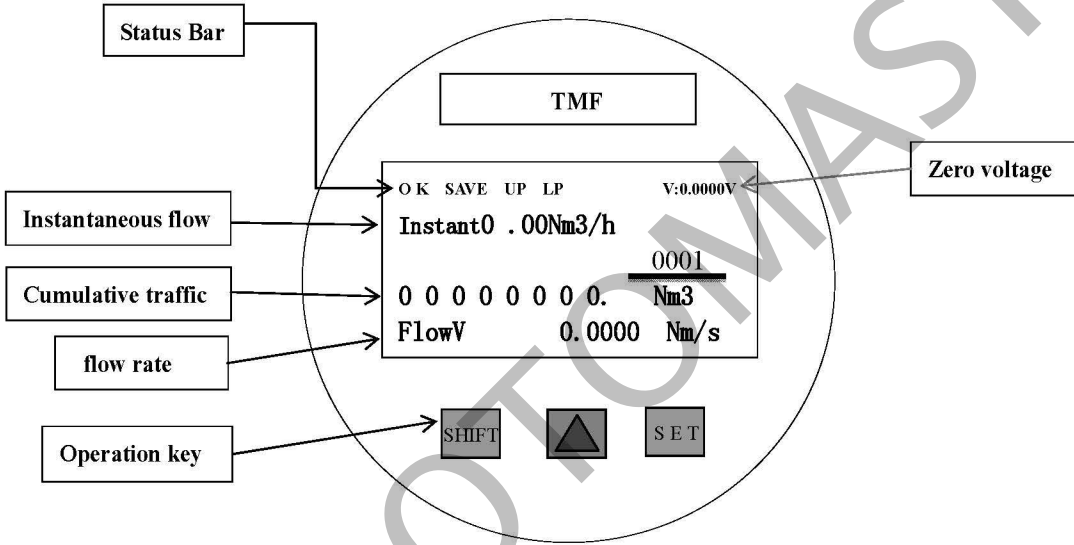 Status Bar
TMF
Zero voltage
O K SAVE UP LP V:0.0000V
Instantaneous flow
Instant0 .00Nm3/h
0001
Cumulative traffic
0 0 0 0 0 0 0 0. Nm3
FlowV 0.0000 Nm/s
flow rate
SHIFT
S E T
Operation key
OTOMAST